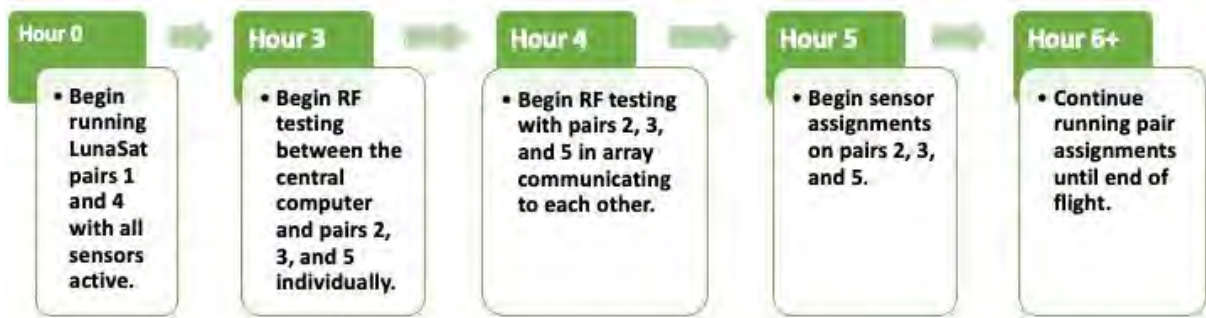 Hour 0
• Begin
running
LunaSat
pairs 1
and 4
with all
sensors
active.
Hour 3
• Begin RF
testing
between the
central
computer
and pairs 2,
3, and 5
individually.
Hour 4
• Begin RF testing
with pairs 2, 3,
and 5 in array
communicating
to each other.
Hour 5
• Begin sensor
assignments
on pairs 2, 3,
and 5.
Hour 6+
• Continue
running pair
assignments
until end of
flight.